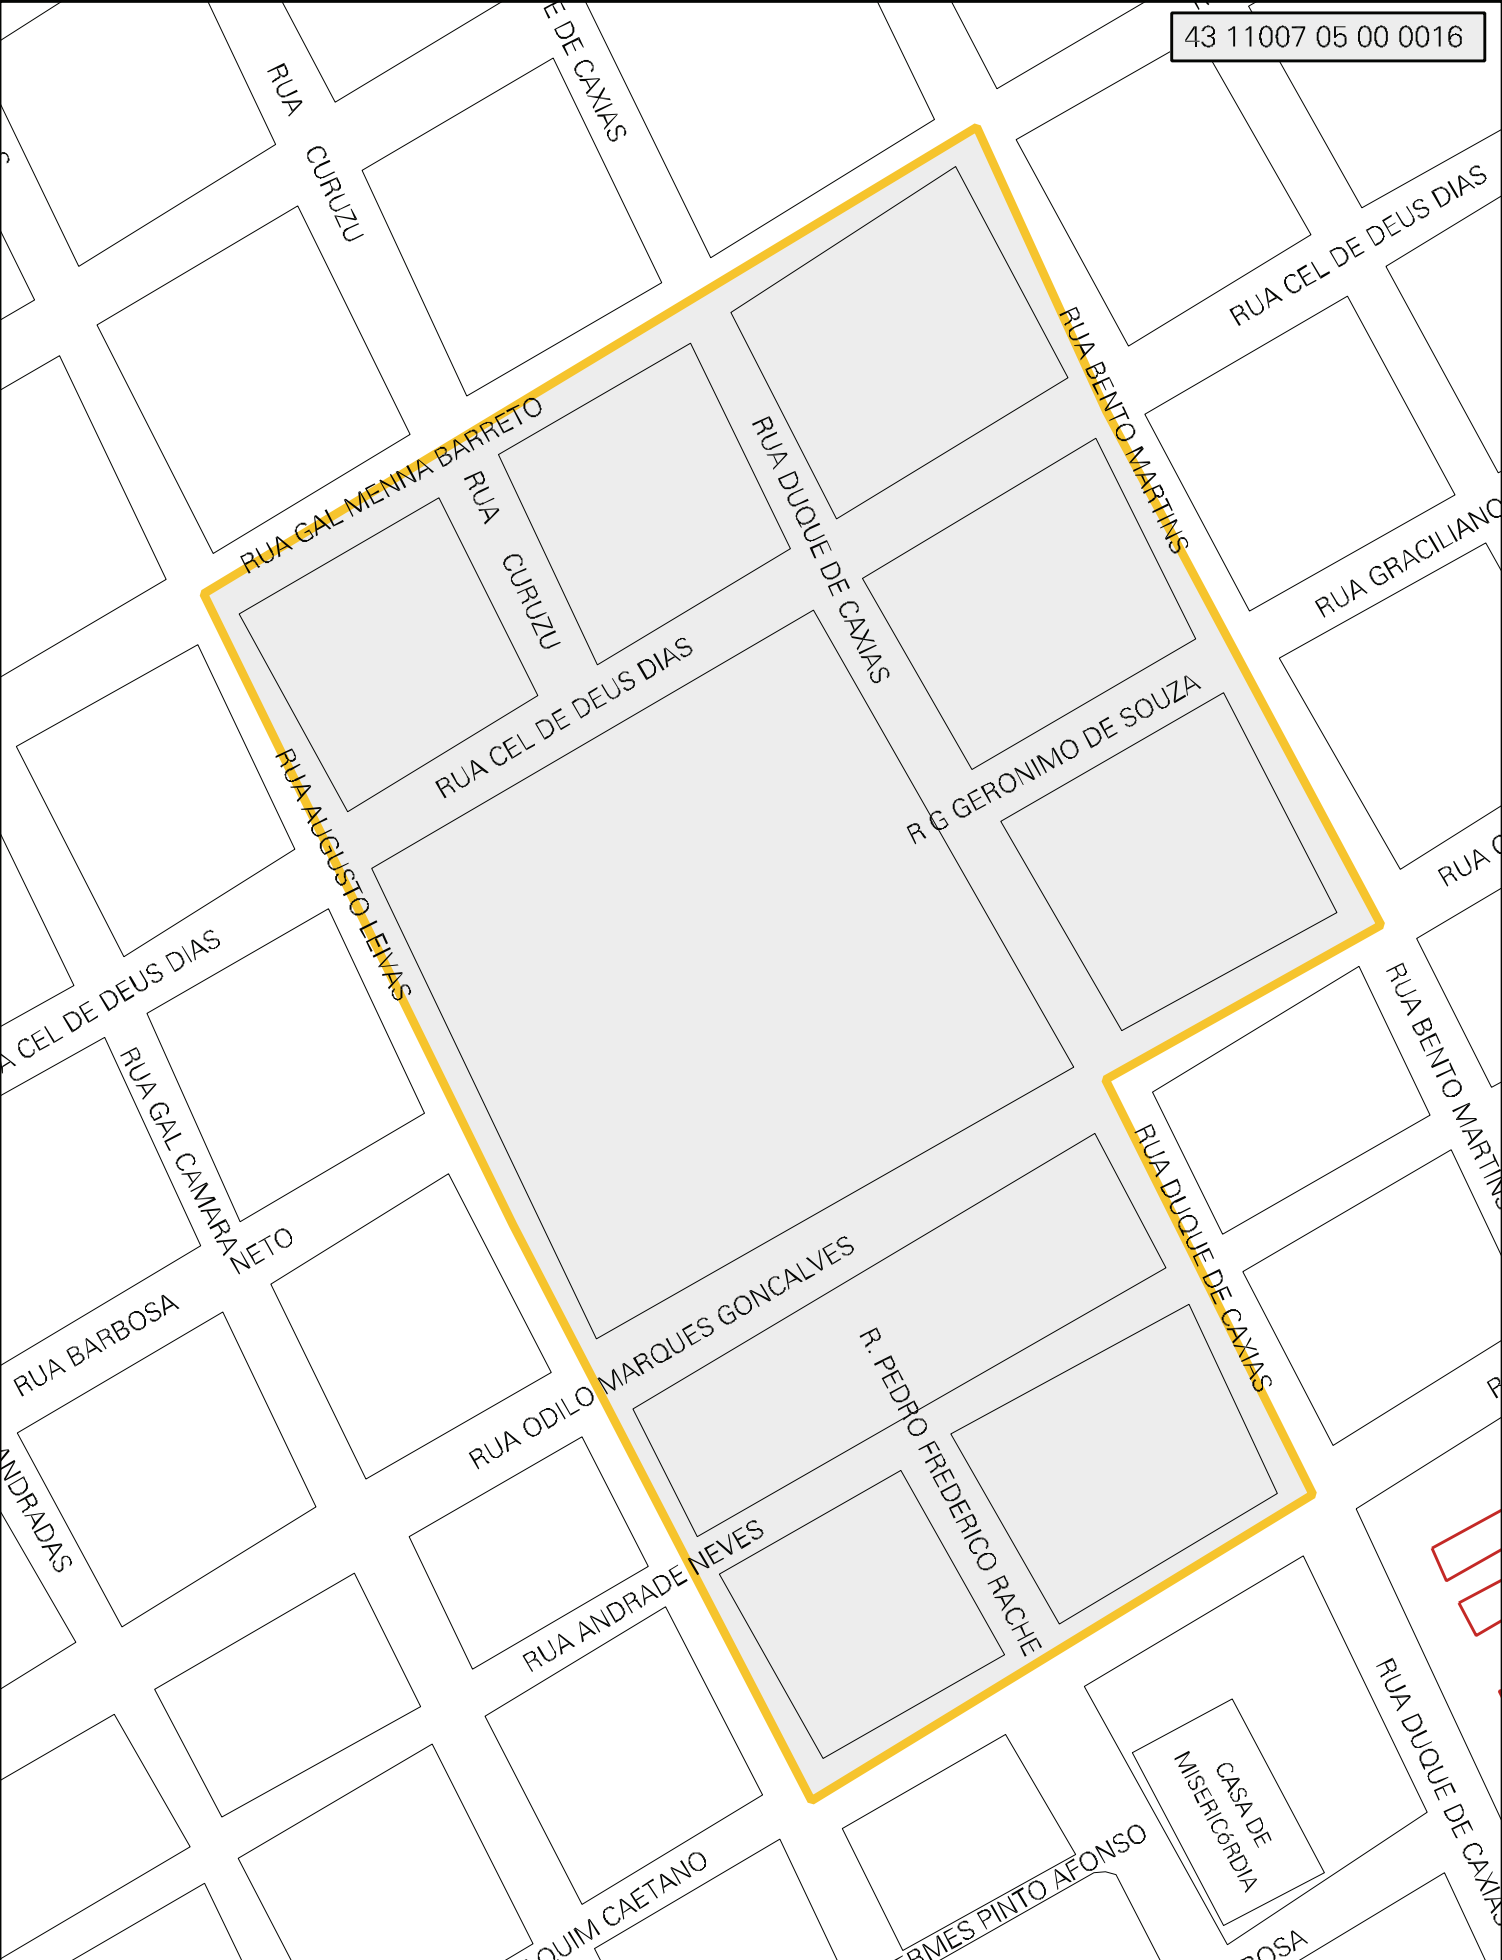 43 11007 05 00 0016
E DE CAXIAS
RUA
CURUZU
RUA CEL DE DEUS DIAS
RUA BENTO MARTINS
RUA GAL MENNA BARRETO
RUA
CURUZU
RUA DUQUE DE CAXIAS
RUA GRACILIANO
RUA CEL DE DEUS DIAS
R G GERONIMO DE SOUZA
RUA AUGUSTO LEIVAS
RUA
A CEL DE DEUS DIAS
RUA BENTO MARTINS
RUA GAL CAMARA
NETO
RUA BARBOSA
RUA DUQUE DE CAXIAS
RUA ODILO MARQUES GONCALVES
R. PEDRO FREDERICO RACHE
ANDRADAS
RUA ANDRADE NEVES
RUA DUQUE DE CAXIAS
CASA DE
MISERICóRDIA
QUIM CAETANO
RMES PINTO AFONSO
OSA